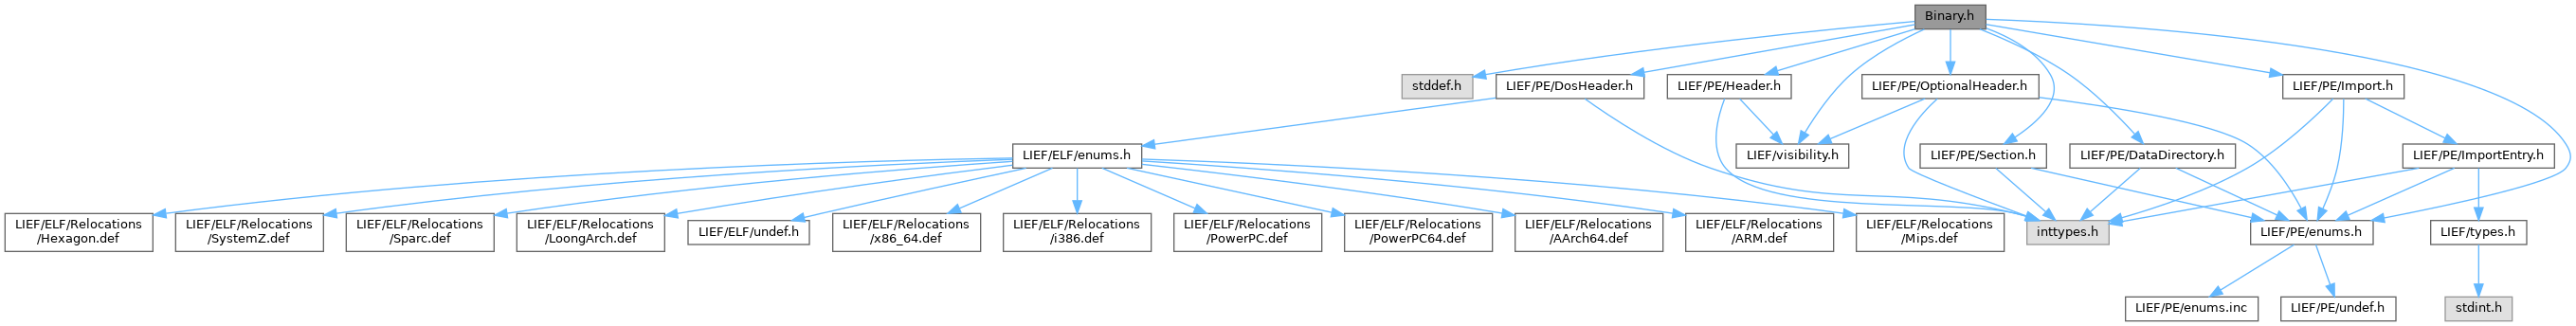 Binary.h
stddef.h
LIEF/PE/DosHeader.h
LIEF/PE/Header.h
LIEF/PE/OptionalHeader.h
LIEF/PE/Import.h
LIEF/ELF/enums.h
LIEF/visibility.h
LIEF/PE/Section.h
LIEF/PE/DataDirectory.h
LIEF/PE/ImportEntry.h
LIEF/ELF/Relocations
/Hexagon.def
LIEF/ELF/Relocations
/SystemZ.def
LIEF/ELF/Relocations
/Sparc.def
LIEF/ELF/Relocations
/LoongArch.def
LIEF/ELF/undef.h
LIEF/ELF/Relocations
/x86_64.def
LIEF/ELF/Relocations
/i386.def
LIEF/ELF/Relocations
/PowerPC.def
LIEF/ELF/Relocations
/PowerPC64.def
LIEF/ELF/Relocations
/AArch64.def
LIEF/ELF/Relocations
/ARM.def
LIEF/ELF/Relocations
/Mips.def
inttypes.h
LIEF/PE/enums.h
LIEF/types.h
LIEF/PE/enums.inc
LIEF/PE/undef.h
stdint.h